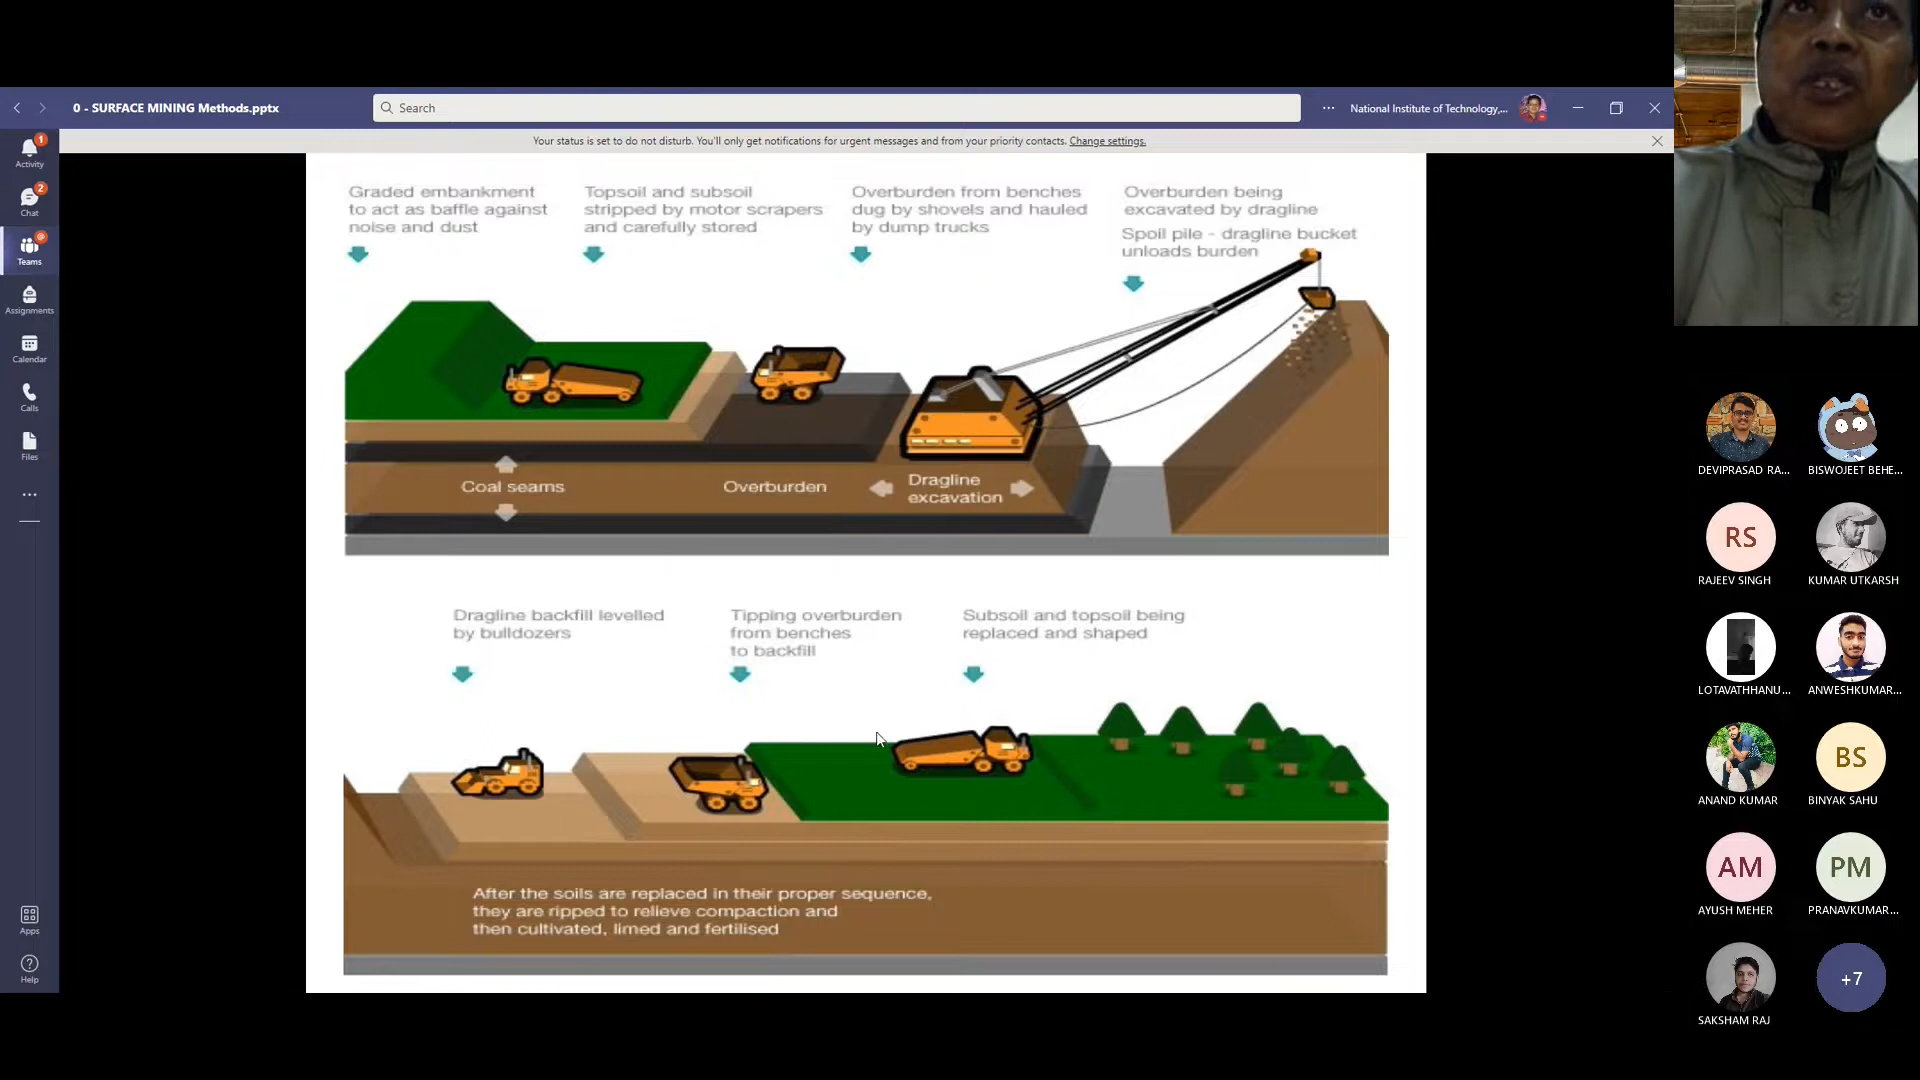 0 - SURFACE MINING Methods.pptx
Search
National Institute of Technology,...
Your status is set to do not disturb. You'll only get notifications for urgent messages and from your priority contacts. Change settings.
1
Activity
2
Chat
Teams
Assignments
Calendar
Calls
Files
Apps
Help
Graded embankment
to act as baffle against
noise and dust
Topsoil and subsoil
stripped by motor scrapers
and carefully stored
Overburden from benches
dug by shovels and hauled
by dump trucks
Overburden being
excavated by dragline
Spoil pile - dragline bucket
unloads burden
Coal seams
Overburden
Dragline
excavation
Dragline backfill levelled
by bulldozers
Tipping overburden
from benches
to backfill
Subsoil and topsoil being
replaced and shaped
After the soils are replaced in their proper sequence,
they are ripped to relieve compaction and
then cultivated, limed and fertilised
DEVIPRASAD RA...
BISWOJEET BEHE...
RS
RAJEEV SINGH
KUMAR UTKARSH
LOTAVATHHANU...
ANWESHKUMAR...
ANAND KUMAR
BS
BINYAK SAHU
AM
AYUSH MEHER
PM
PRANAVKUMAR...
SAKSHAM RAJ
+7